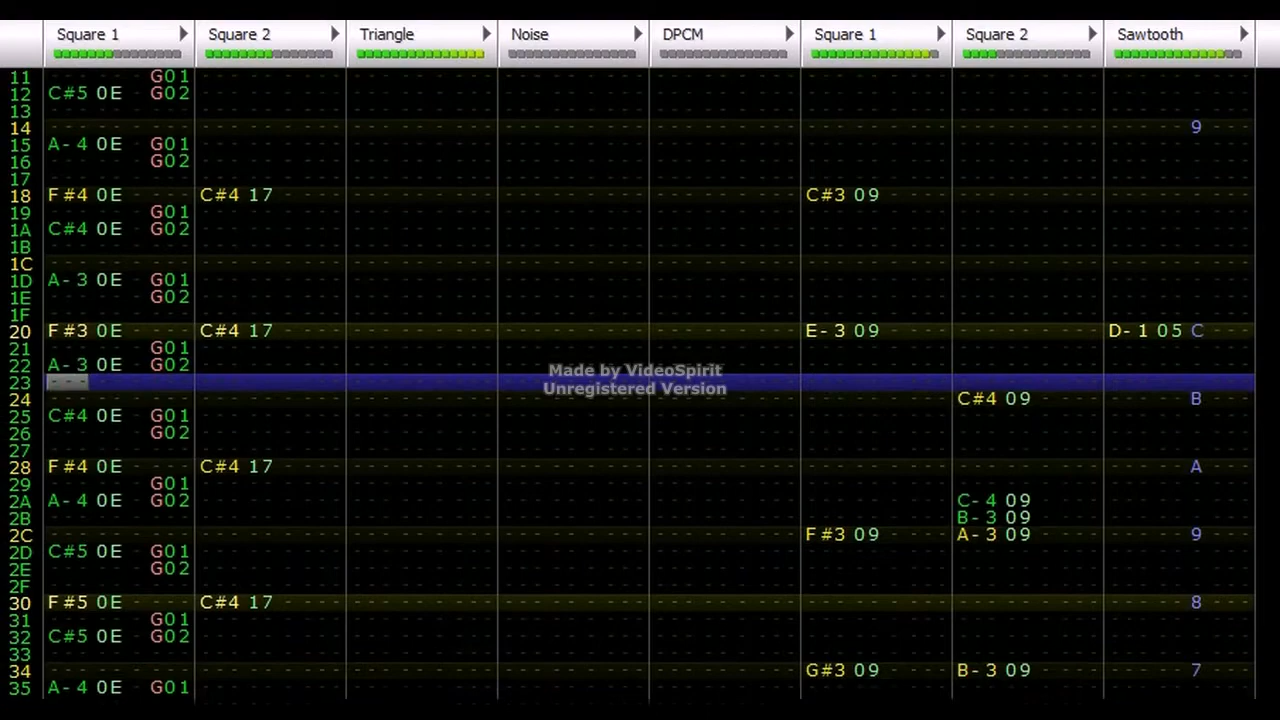 Square 1 Square 2 Triangle Noise DPCM Square 1 Square 2 Sawtooth
11 G01
12 C#5 0E G02
13
14 9
15 A-4 0E G01
16 G02
17
18 F#4 0E C#4 17 C#3 09
19 G01
1A C#4 0E G02
1B
1C
1D A-3 0E G01
1E G02
1F
20 F#3 0E C#4 17 E-3 09 D-1 05 C
21 G01
22 A-3 0E G02
Made by VideoSpirit
23
Unregistered Version
24 C#4 09 B
25 C#4 0E G01
26 G02
27
28 F#4 0E C#4 17 A
29 G01
2A A-4 0E G02 C-4 09
2B B-3 09
2C F#3 09 A-3 09 9
2D C#5 0E G01
2E G02
2F
30 F#5 0E C#4 17 8
31 G01
32 C#5 0E G02
33
34 G#3 09 B-3 09 7
35 A-4 0E G01